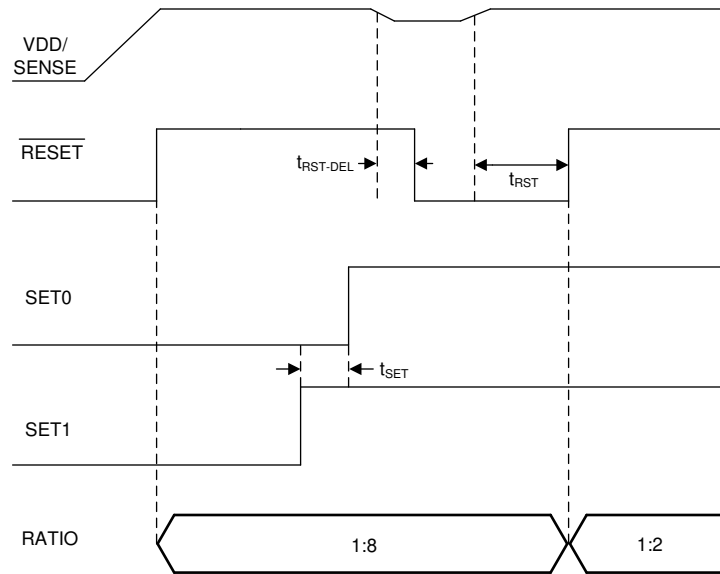 VDD/
SENSE
RESET
tRST-DEL
tRST
SET0
tSET
SET1
RATIO
1:8
1:2